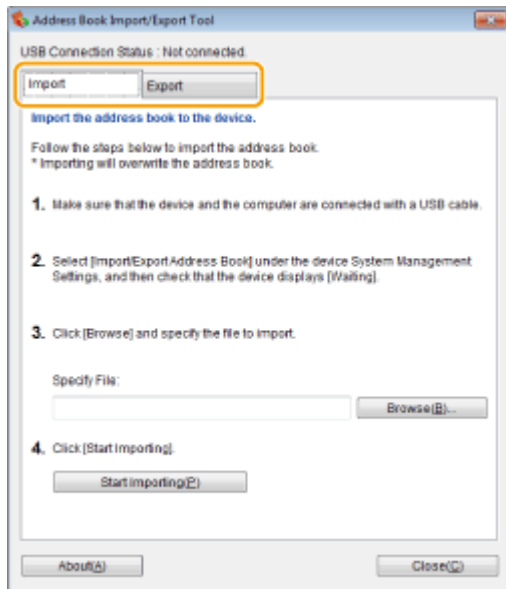 Address Book Import/Export Tool
USB Connection Status : Not connected.
Import Export
Import the address book to the device.
Follow the steps below to import the address book.
* Importing will overwrite the address book.
1. Make sure that the device and the computer are connected with a USB cable.
2. Select [Import/Export Address Book] under the device System Management
Settings, and then check that the device displays [Waiting].
3. Click [Browse] and specify the file to import.
Specify File:
Browse(B)...
4. Click [Start Importing].
Start Importing(P)
About(A) Close(C)